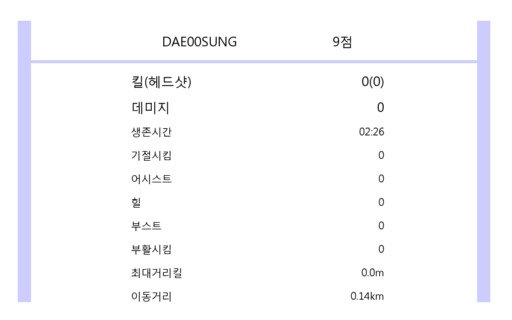 DAE00SUNG 9점
킬(헤드샷) 0(0)
데미지 0
생존시간 02:26
기절시킴 0
어시스트 0
힐 0
부스트 0
부활시킴 0
최대거리킬 0.0m
이동거리 0.14km